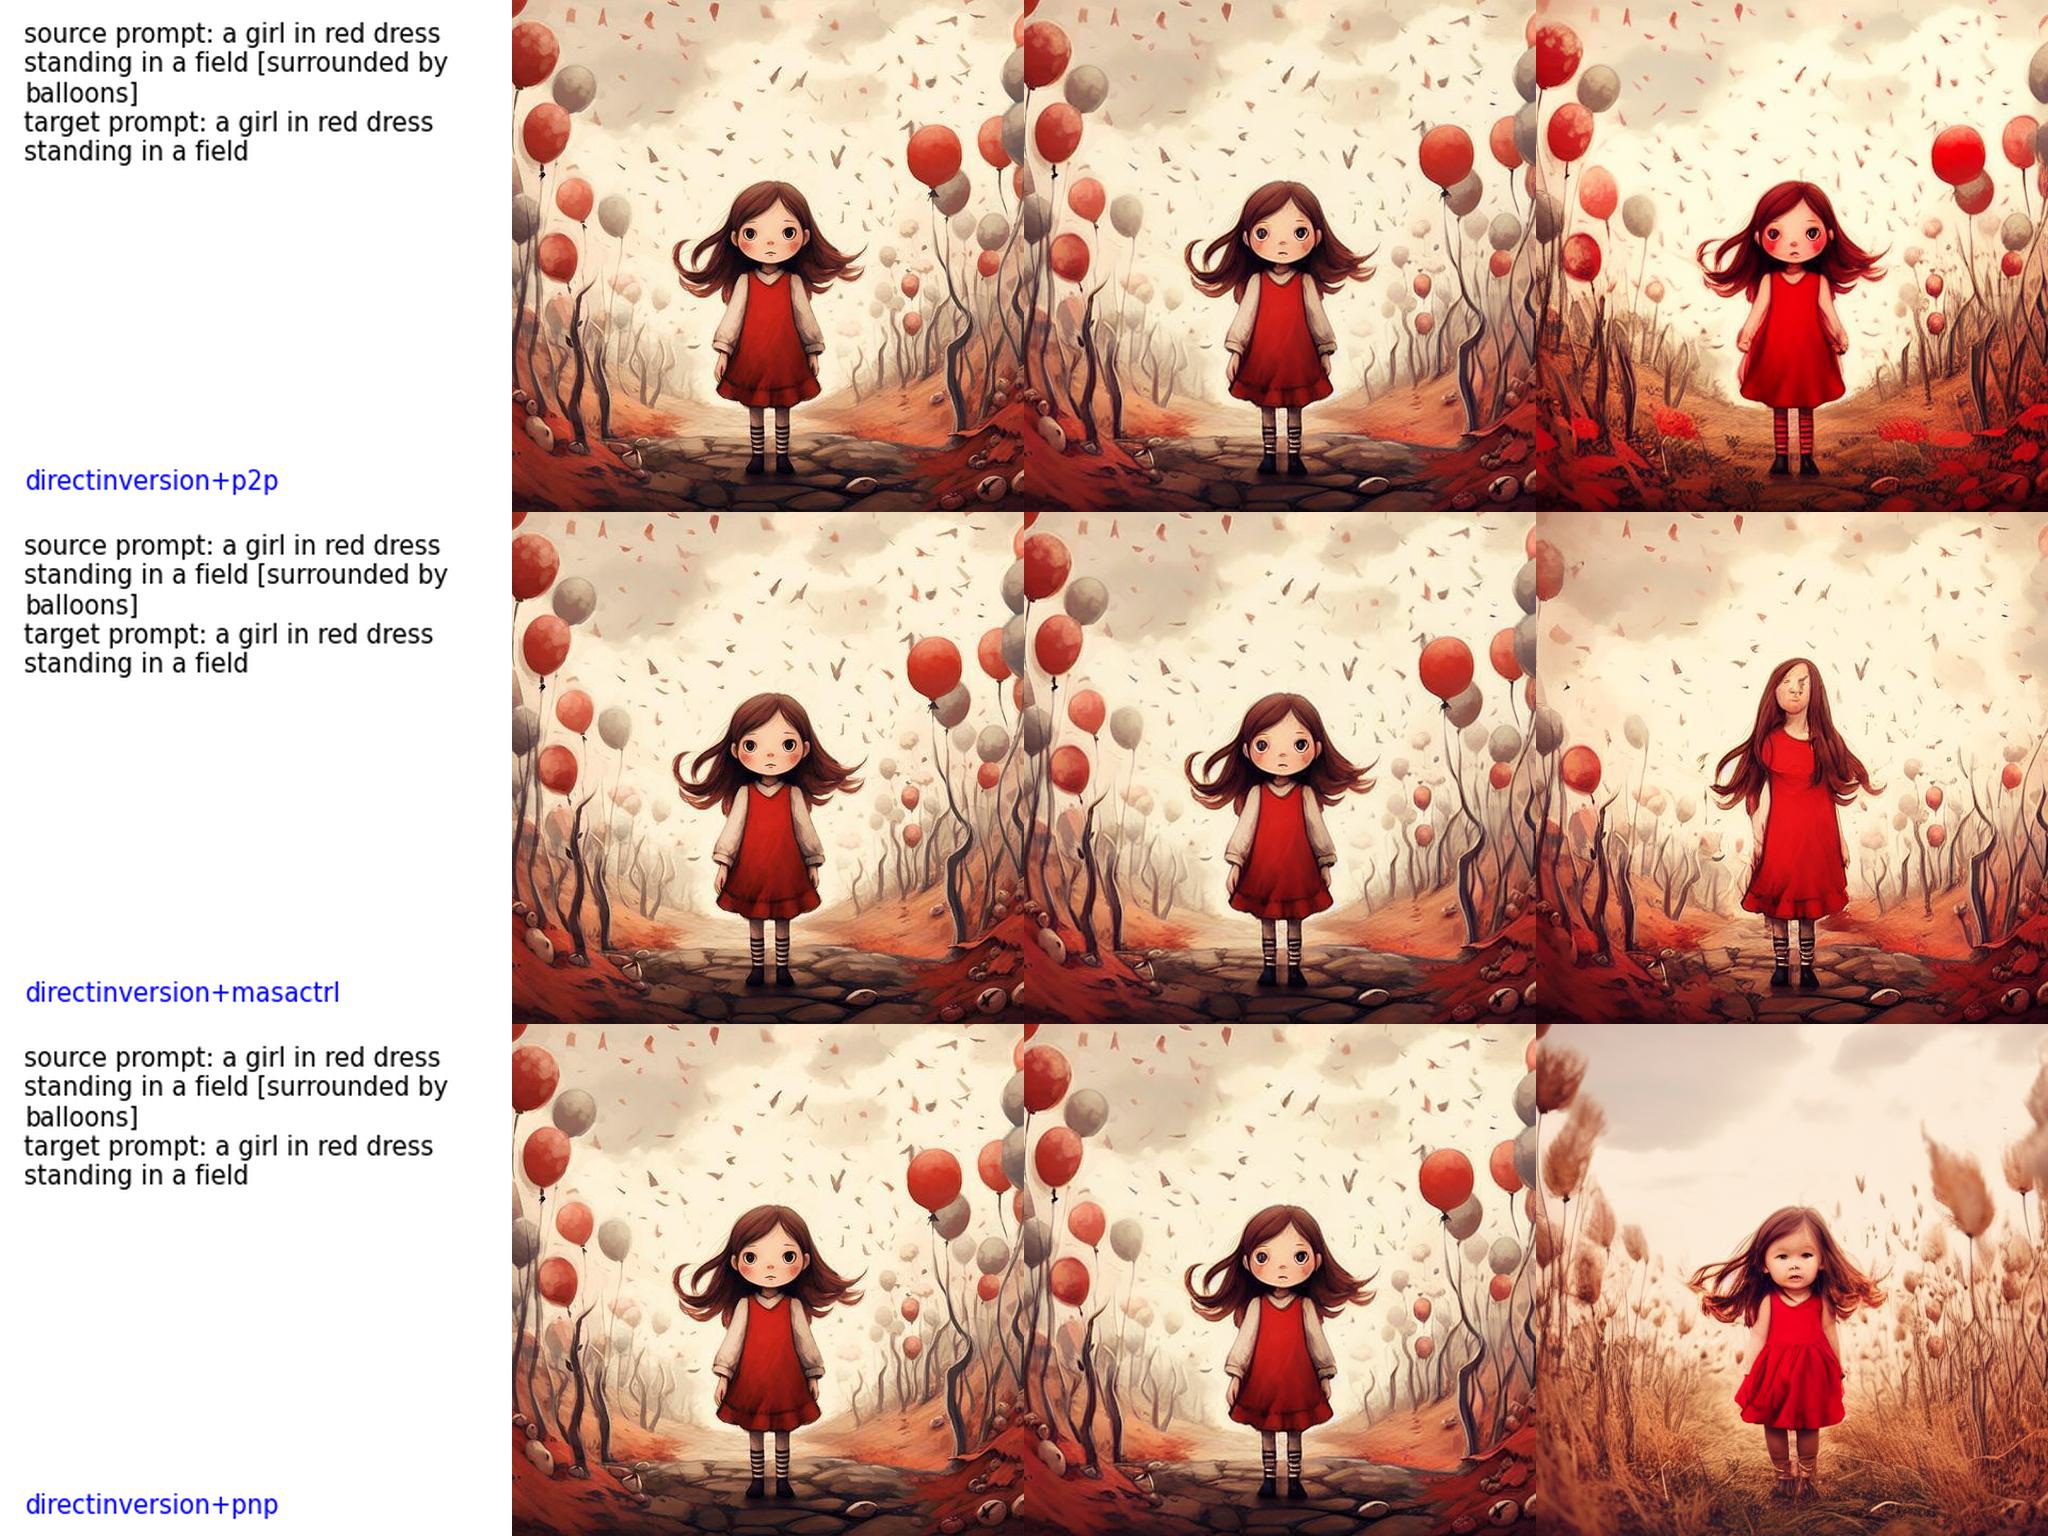 source prompt: a girl in red dress
standing in a field [surrounded by
balloons]
target prompt: a girl in red dress
standing in a field
directinversion+p2p
source prompt: a girl in red dress
standing in a field [surrounded by
balloons]
target prompt: a girl in red dress
standing in a field
directinversion+masactrl
source prompt: a girl in red dress
standing in a field [surrounded by
balloons]
target prompt: a girl in red dress
standing in a field
directinversion+pnp